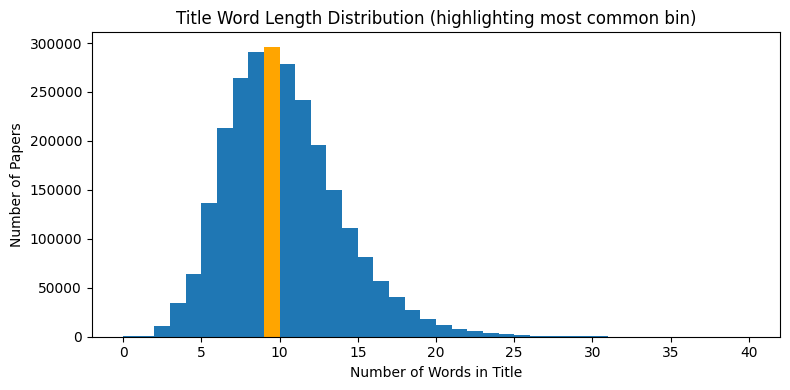 Title Word Length Distribution (highlighting most common bin)
300000
250000
200000
150000
100000
50000
0
Number of Papers
0 5 10 15 20 25 30 35 40
Number of Words in Title